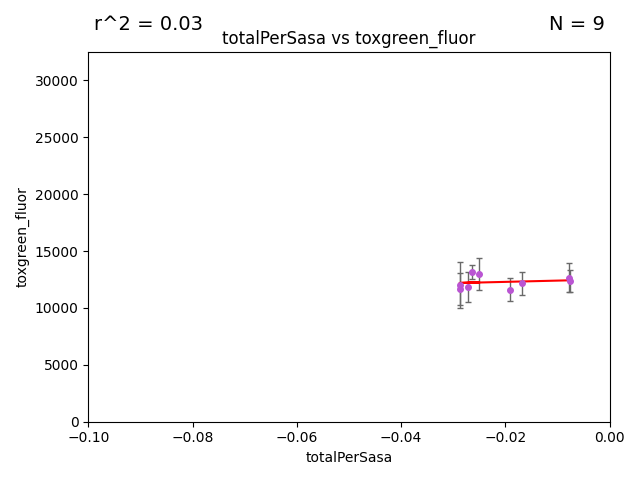 r^2 = 0.03
N = 9
totalPerSasa vs toxgreen_fluor
30000
25000
20000
15000
10000
5000
0
toxgreen_fluor
−0.10
−0.08
−0.06
−0.04
−0.02
0.00
totalPerSasa